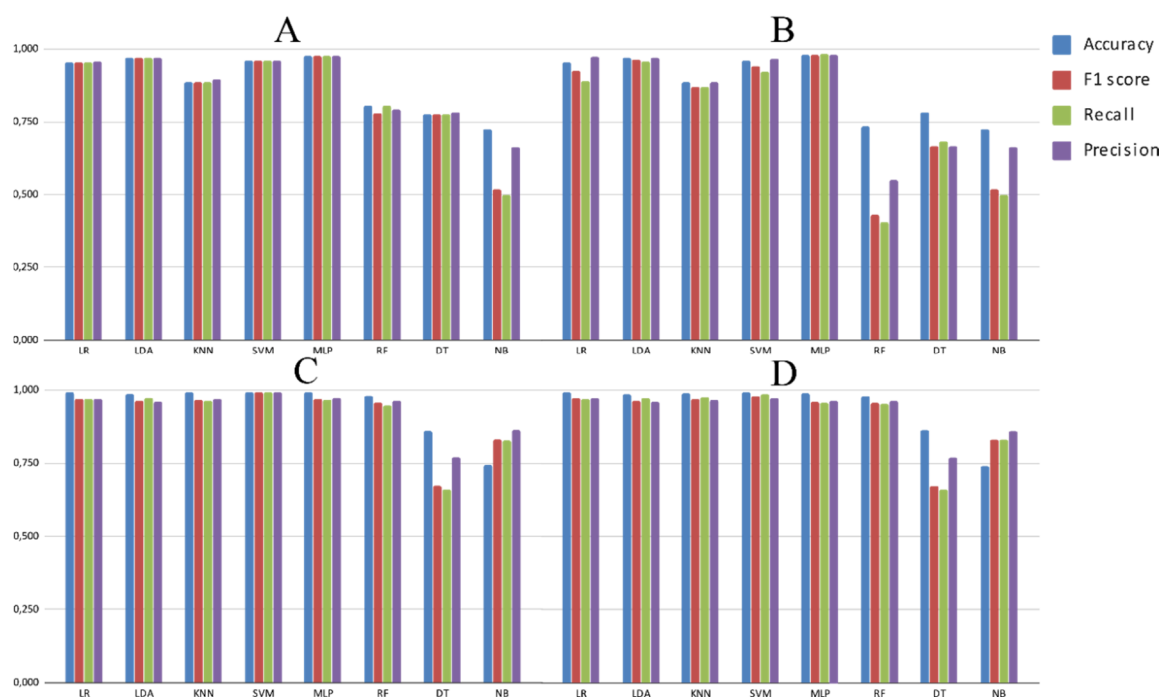 A
B
1,000
0,750
0,500
0,250
0,000
LR LDA KNN SVM MLP RF DT NB LR LDA KNN SVM MLP RF DT NB
Accuracy
F1 score
Recall
Precision
C
D
1,000
0,750
0,500
0,250
0,000
LR LDA KNN SVM MLP RF DT NB LR LDA KNN SVM MLP RF DT NB